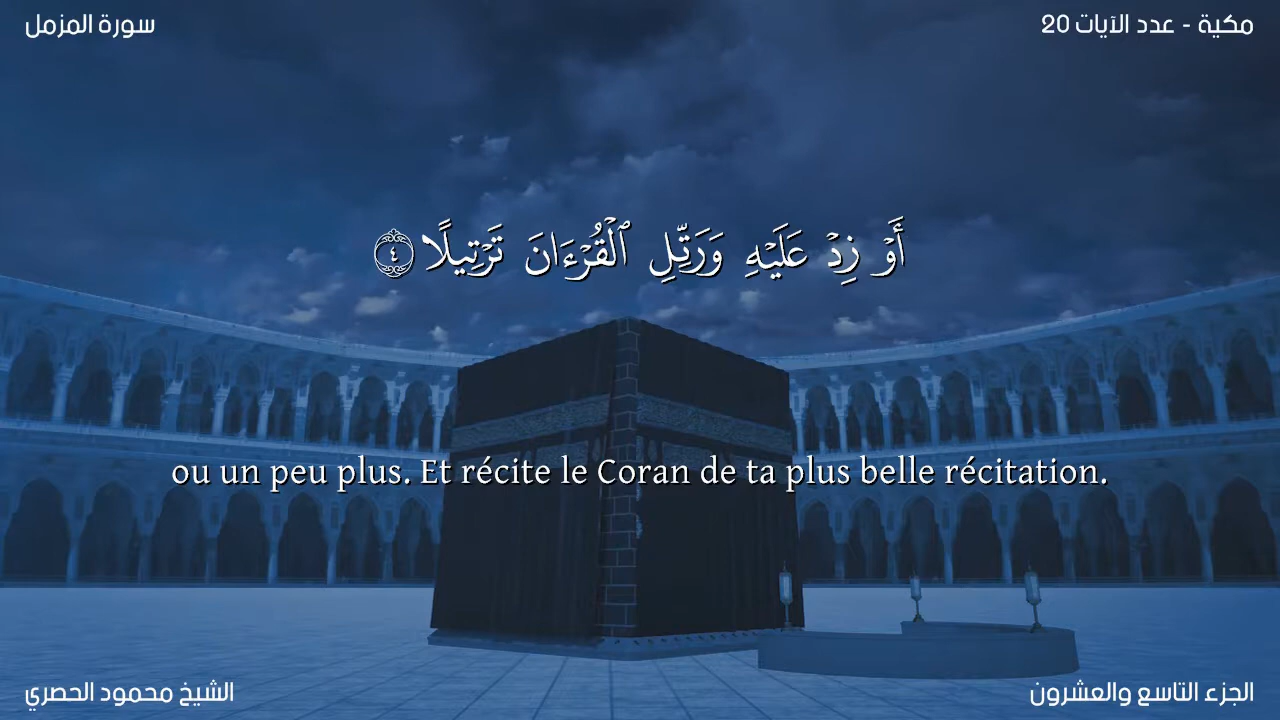 سورة المزمل
مكية - عدد الآيات 20
أَوْ زِدْ عَلَيْهِ وَرَتِّلِ ٱلْقُرْءَانَ تَرْتِيلًا ٤
ou un peu plus. Et récite le Coran de ta plus belle récitation.
الشيخ محمود الحصري
الجزء التاسع والعشرون